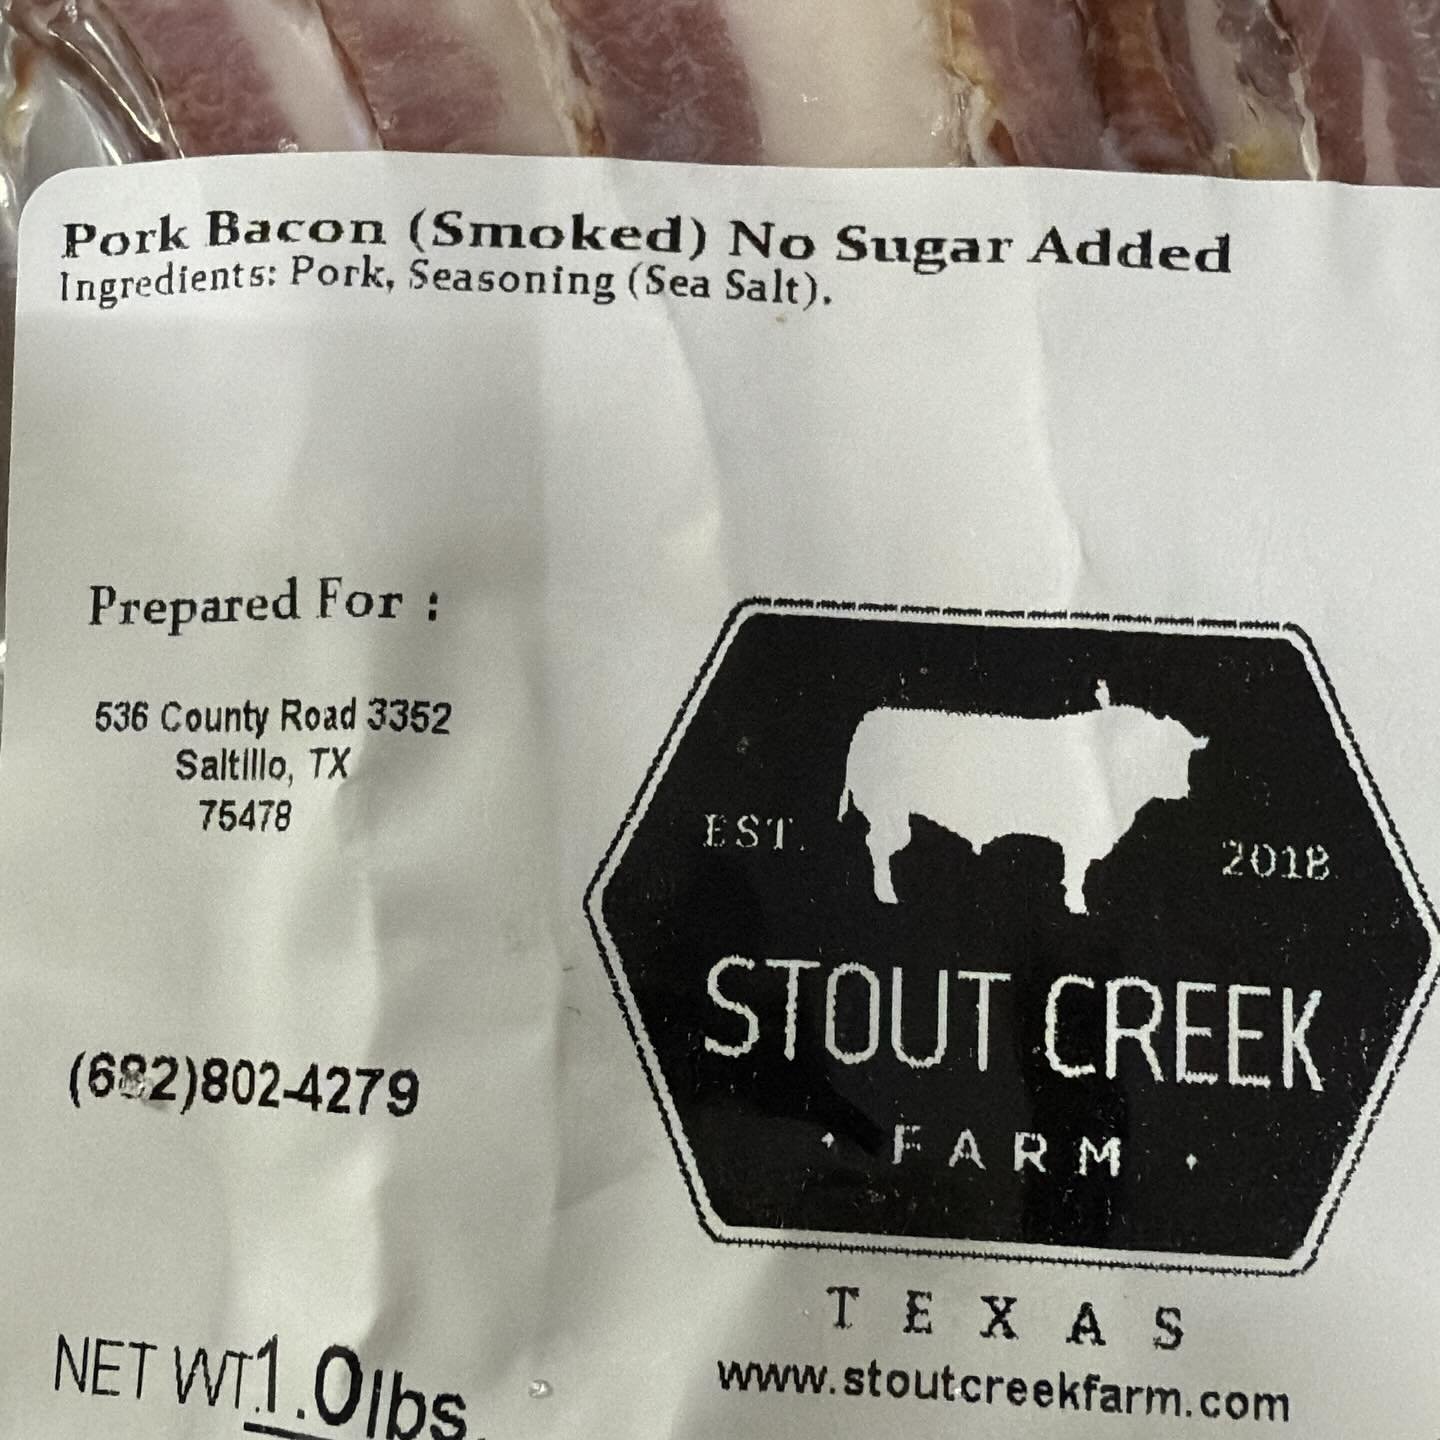 Pork Bacon (Smoked) No Sugar Added
Ingredients: Pork, Seasoning (Sea Salt).
Prepared For :
536 County Road 3352
Saltillo, TX
75478
(682)802-4279
NET WT.1.0lbs.
EST. 2018
STOUT CREEK
FARM
TEXAS
www.stoutcreekfarm.com